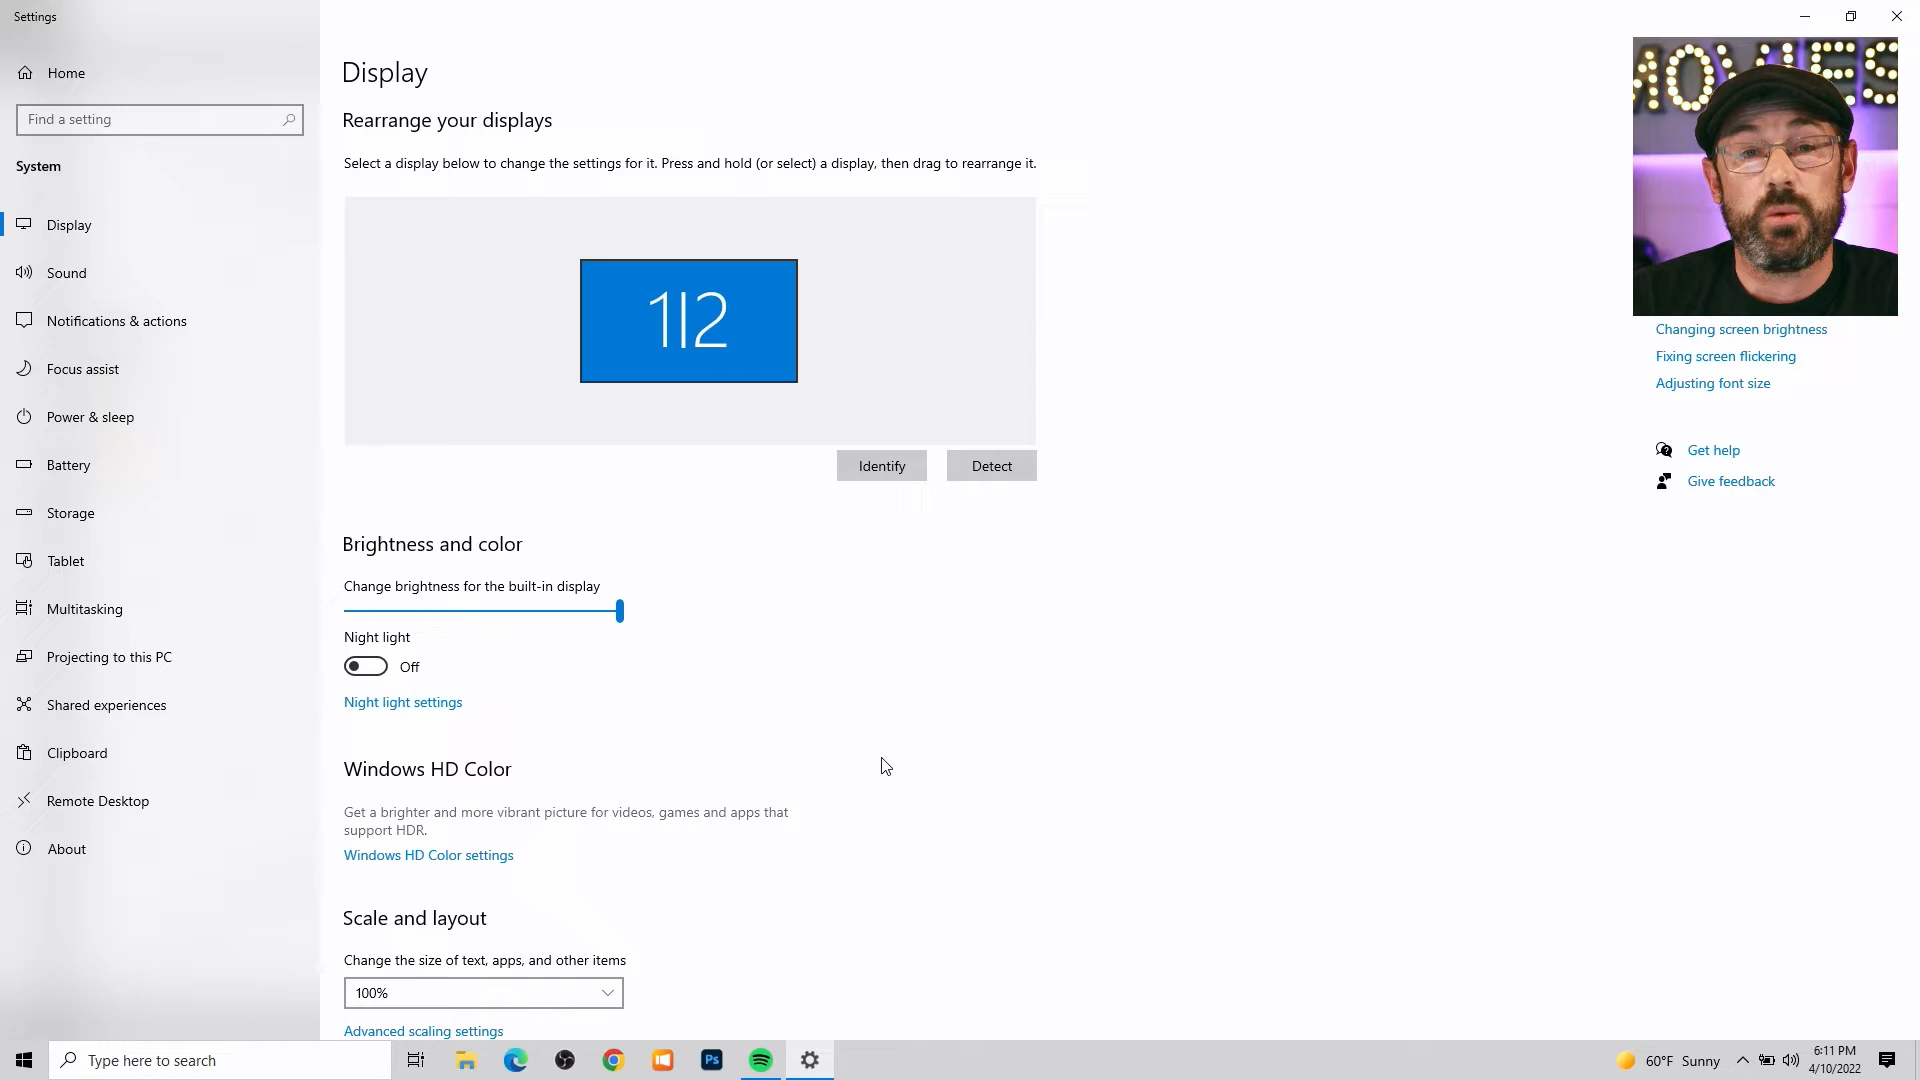 Settings
Home
Find a setting
System
Display
Sound
Notifications & actions
Focus assist
Power & sleep
Battery
Storage
Tablet
Multitasking
Projecting to this PC
Shared experiences
Clipboard
Remote Desktop
About
Display
Rearrange your displays
Select a display below to change the settings for it. Press and hold (or select) a display, then drag to rearrange it.
1|2
Identify
Detect
Brightness and color
Change brightness for the built-in display
Night light
Off
Night light settings
Windows HD Color
Get a brighter and more vibrant picture for videos, games and apps that
support HDR.
Windows HD Color settings
Scale and layout
Change the size of text, apps, and other items
100%
Advanced scaling settings
MOVIES
Changing screen brightness
Fixing screen flickering
Adjusting font size
Get help
Give feedback
Type here to search
Ps
60°F Sunny
6:11 PM
4/10/2022